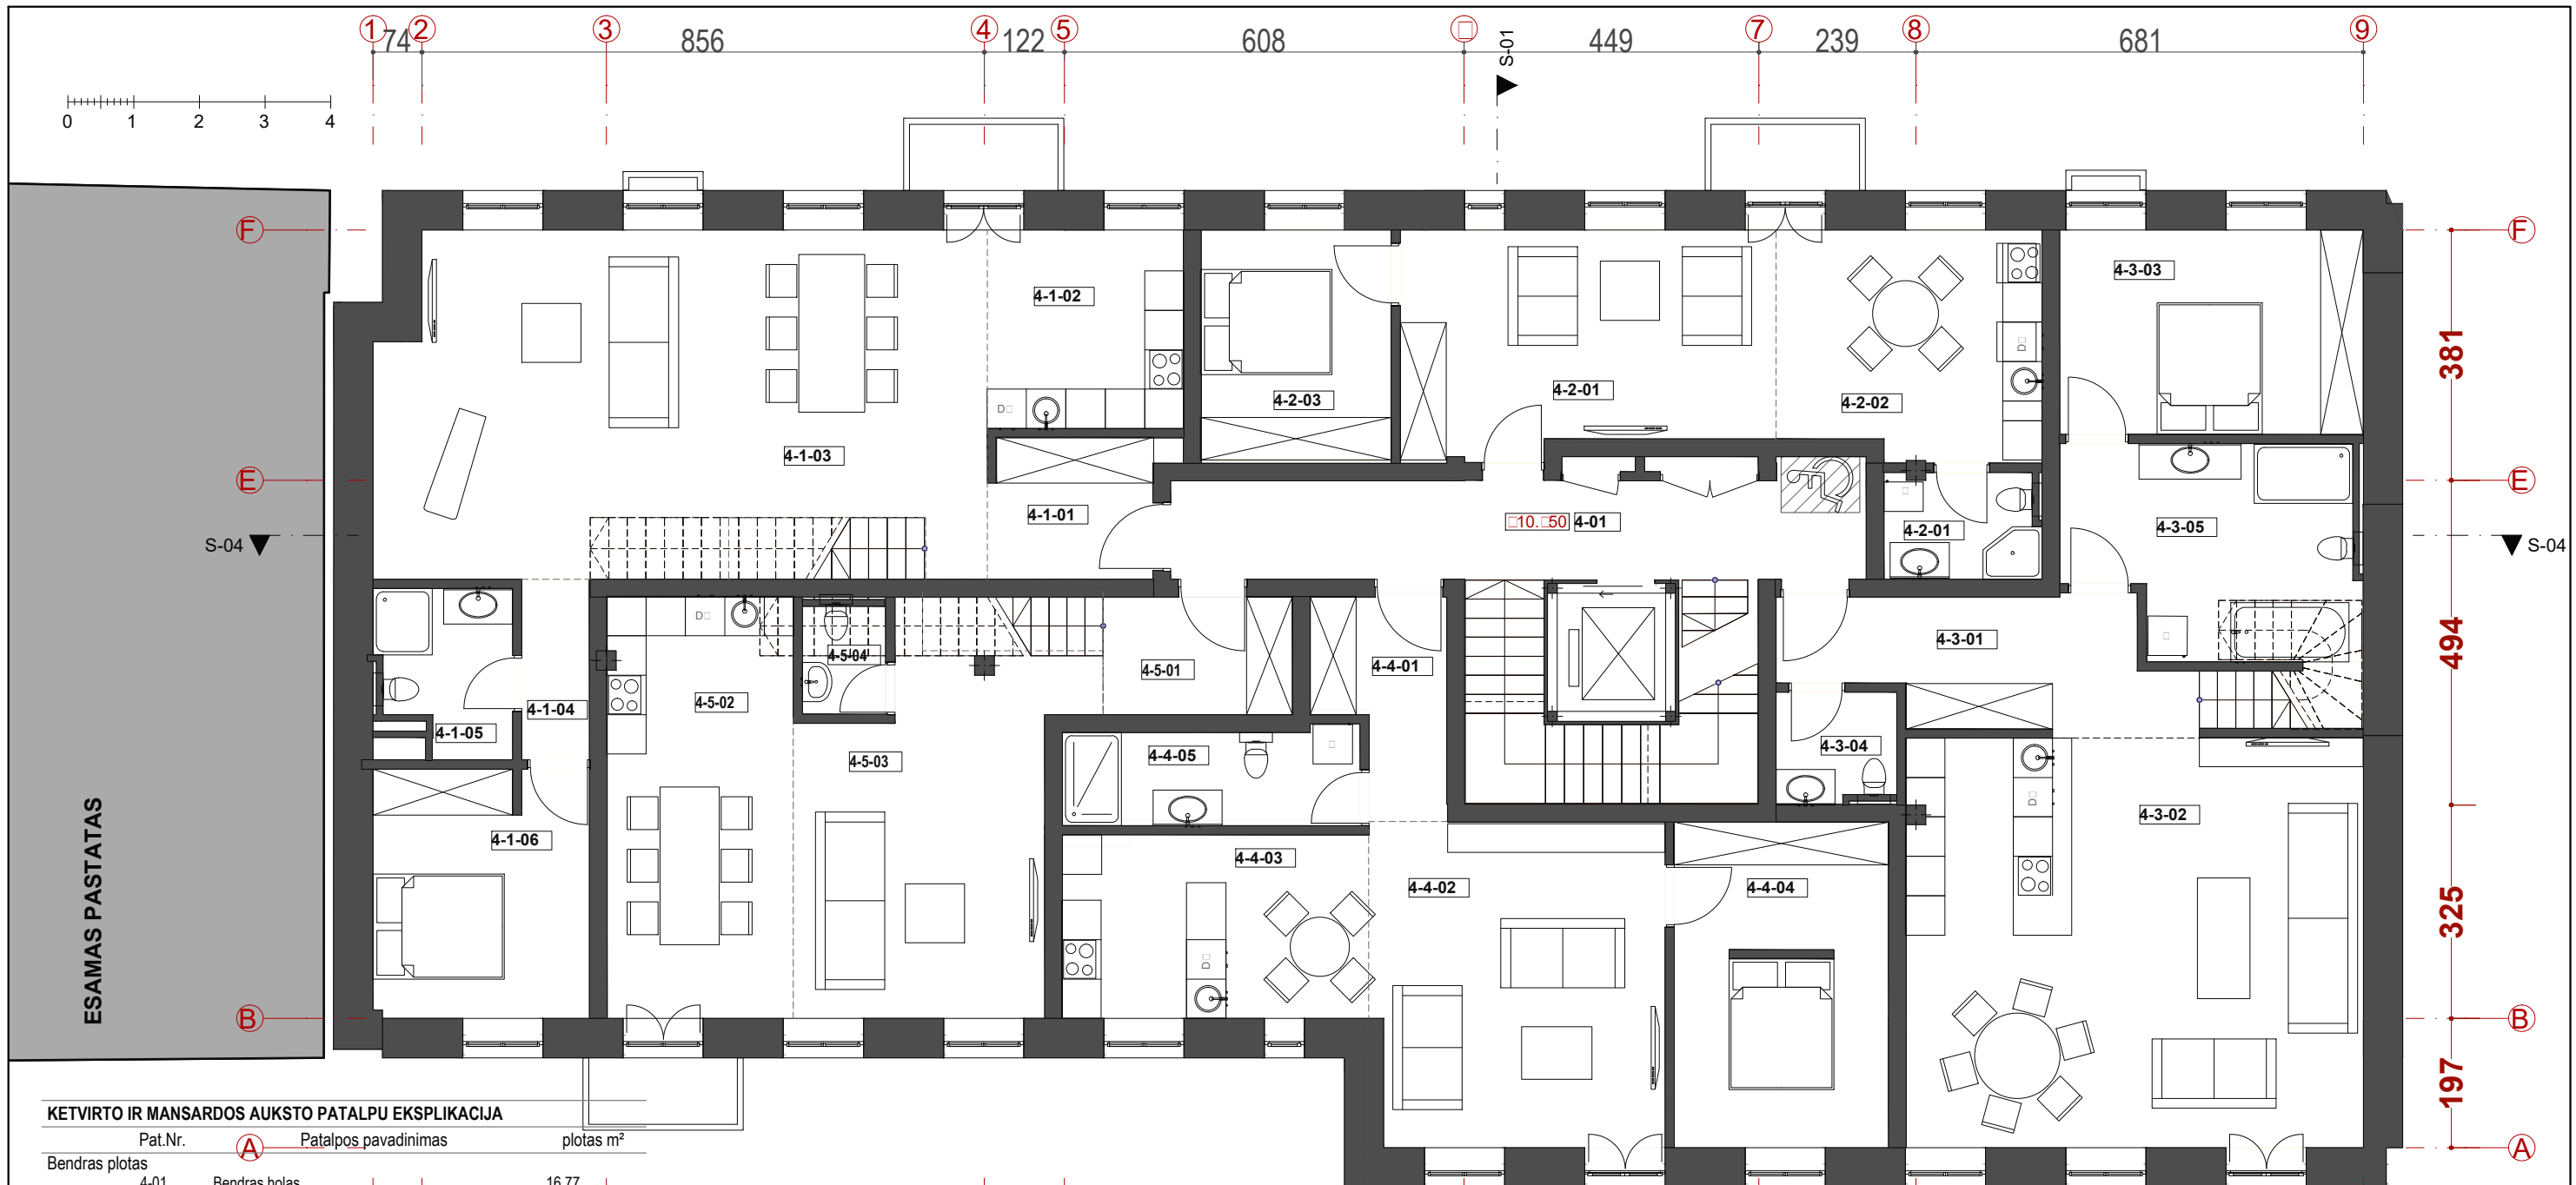 1 2 3 4 5 7 8 9
74 856 122 608 449 239 681
S-01
0 1 2 3 4
F F
4-3-03
4-1-02
381
4-2-01
4-2-03
4-2-02
4-1-03
E E
4-1-01
10. 50 4-01
4-2-01
4-3-05
S-04 S-04
D
4-3-01
494
4-5-04
4-4-01
4-5-01
4-5-02
4-1-04
4-1-05
4-3-04
4-5-03
4-4-05
4-3-02
4-1-06
4-4-03
4-4-02
4-4-04
325
ESAMAS PASTATAS
B B
197
KETVIRTO IR MANSARDOS AUKSTO PATALPU EKSPLIKACIJA
Pat.Nr. Patalpos pavadinimas plotas m²
A A
Bendras plotas
4-01 Bendras holas 16.77